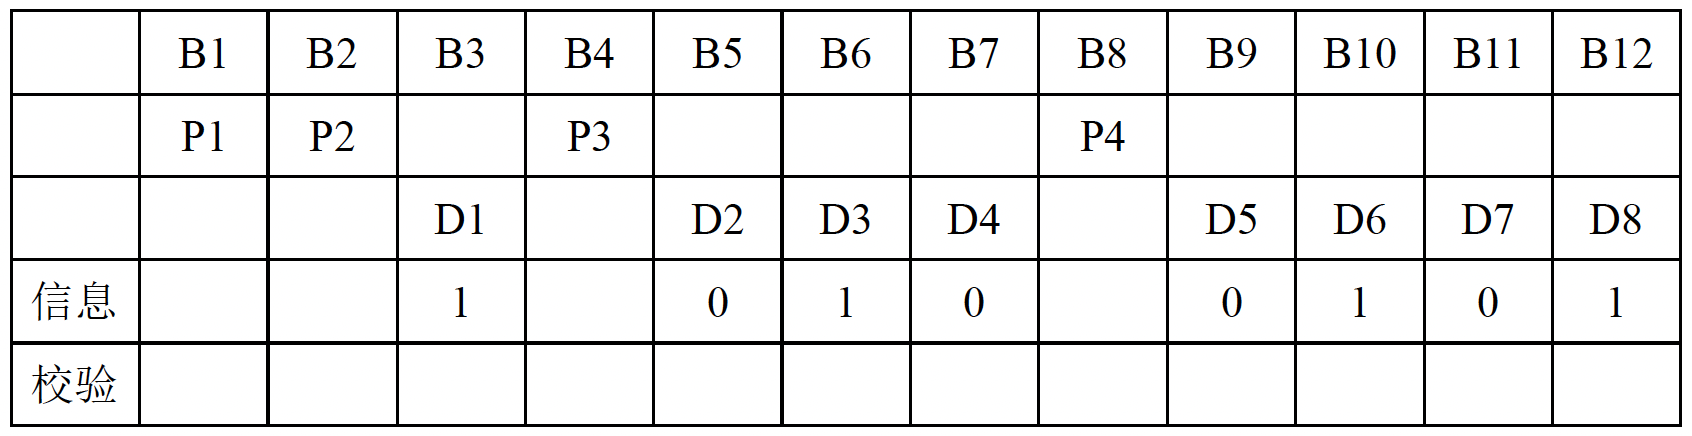 B1 B2 B3 B4 B5 B6 B7 B8 B9 B10 B11 B12
P1 P2 P3 P4
D1 D2 D3 D4 D5 D6 D7 D8
信息 1 0 1 0 0 1 0 1
校验